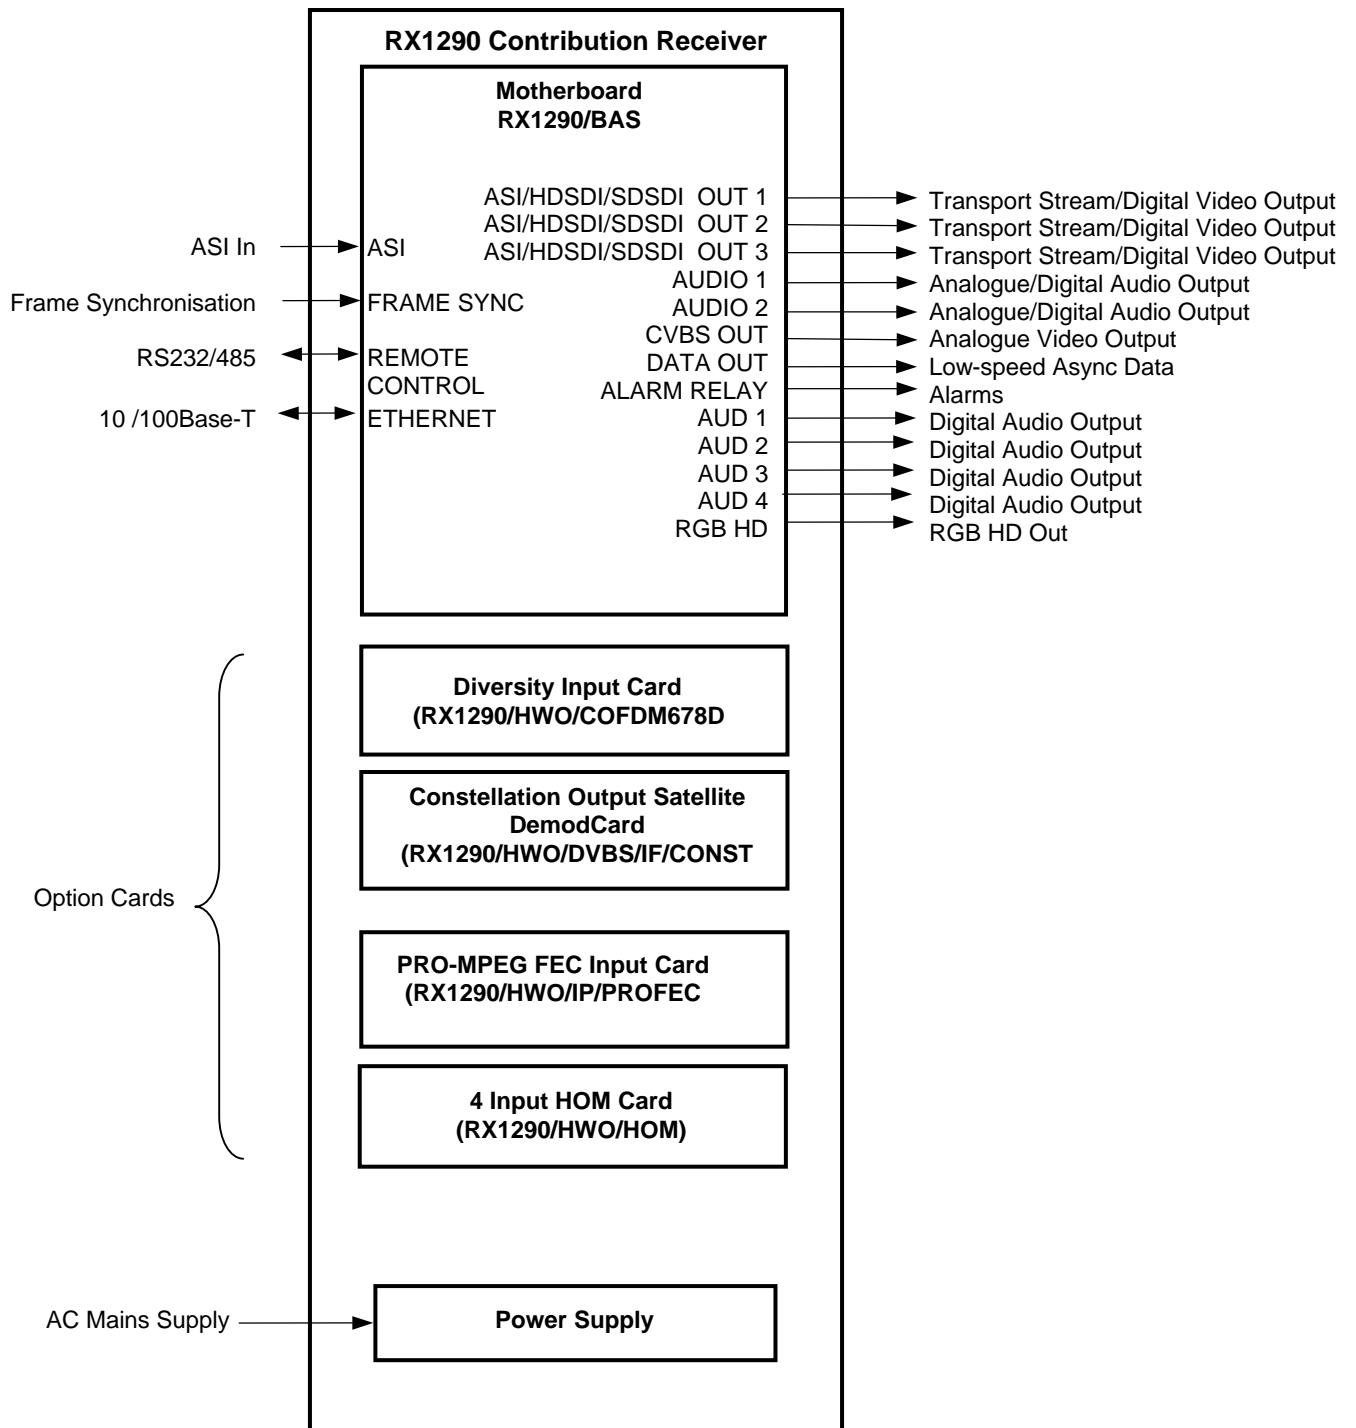 RX1290 Contribution Receiver
Motherboard
RX1290/BAS
ASI In
Frame Synchronisation
RS232/485
10 /100Base-T
ASI
FRAME SYNC
REMOTE
CONTROL
ETHERNET
ASI/HDSDI/SDSDI OUT 1
ASI/HDSDI/SDSDI OUT 2
ASI/HDSDI/SDSDI OUT 3
AUDIO 1
AUDIO 2
CVBS OUT
DATA OUT
ALARM RELAY
AUD 1
AUD 2
AUD 3
AUD 4
RGB HD
Transport Stream/Digital Video Output
Transport Stream/Digital Video Output
Transport Stream/Digital Video Output
Analogue/Digital Audio Output
Analogue/Digital Audio Output
Analogue Video Output
Low-speed Async Data
Alarms
Digital Audio Output
Digital Audio Output
Digital Audio Output
Digital Audio Output
RGB HD Out
Option Cards
Diversity Input Card
(RX1290/HWO/COFDM678D
Constellation Output Satellite
DemodCard
(RX1290/HWO/DVBS/IF/CONST
PRO-MPEG FEC Input Card
(RX1290/HWO/IP/PROFEC
4 Input HOM Card
(RX1290/HWO/HOM)
AC Mains Supply
Power Supply